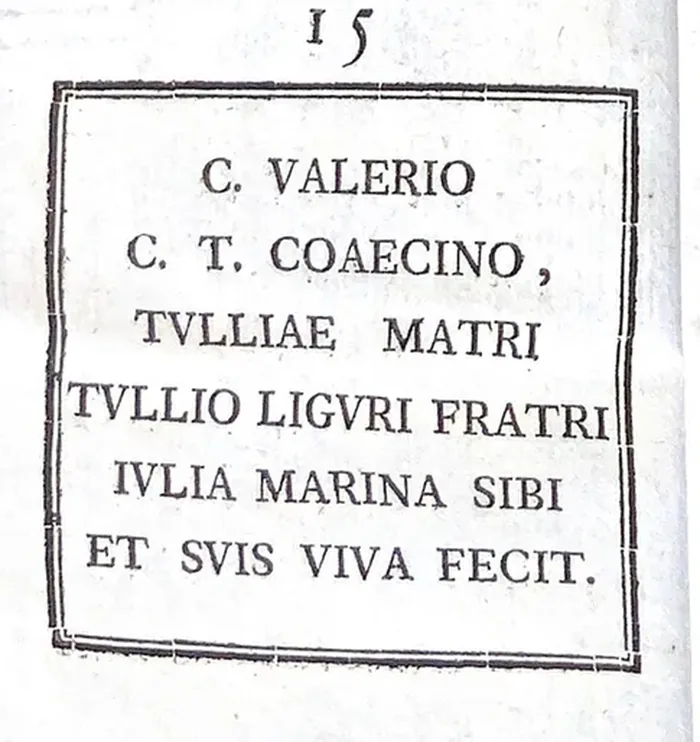 15
C. VALERIO
C. T. COAECINO,
TVLLIAE MATRI
TVLLIO LIGVRI FRATRI
IVLIA MARINA SIBI
ET SVIS VIVA FECIT.